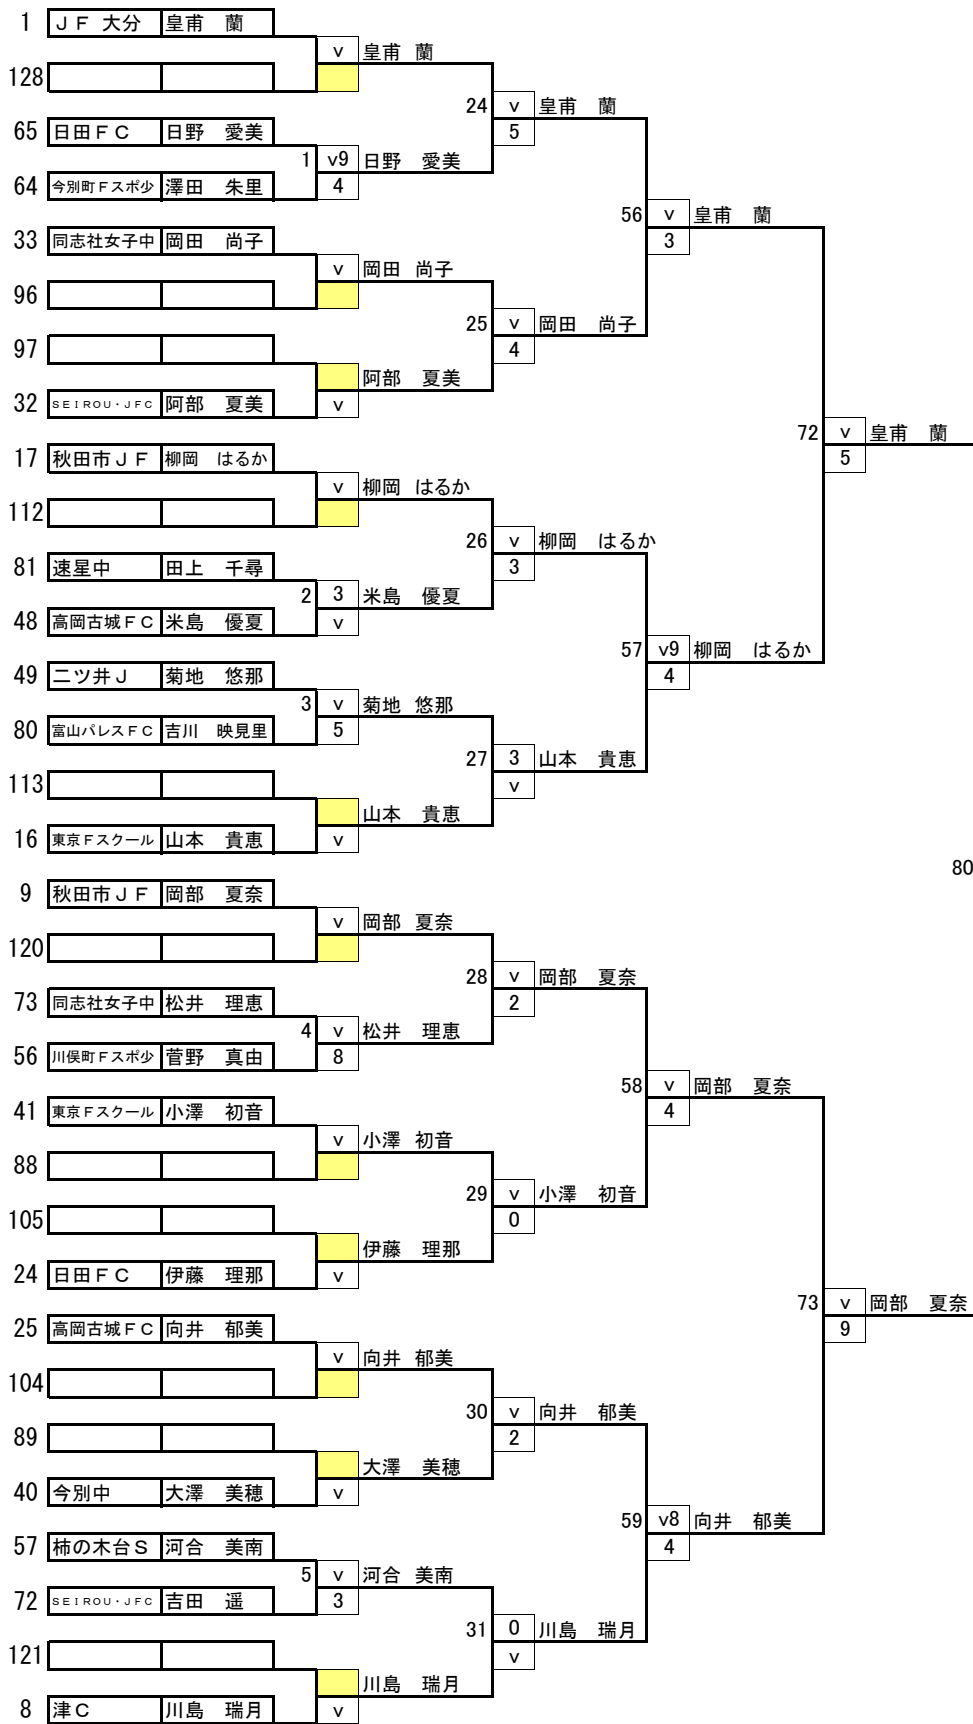 1 ＪＦ 大分 皇甫　蘭
v 皇甫 蘭
128
24 v 皇甫　蘭
5
65 日田ＦＣ 日野　愛美
1 v9 日野　愛美
4
64 今別町Ｆスポ少 澤田　朱里
56 v 皇甫　蘭
3
33 同志社女子中 岡田　尚子
v 岡田 尚子
96
25 v 岡田　尚子
4
97
阿部　夏美
32 ＳＥＩＲＯＵ・ＪＦＣ 阿部　夏美 v
72 v 皇甫　蘭
5
17 秋田市ＪＦ 柳岡　はるか
v 柳岡 はるか
112
26 v 柳岡　はるか
3
81 速星中 田上　千尋
2 3 米島　優夏
v
48 高岡古城ＦＣ 米島　優夏
57 v9 柳岡　はるか
4
49 二ツ井Ｊ 菊地　悠那
3 v 菊地 悠那
5
80 富山パレスＦＣ 吉川　映見里
27 3 山本　貴恵
v
113
山本　貴恵
16 東京Ｆスクール 山本　貴恵 v
80
9 秋田市ＪＦ 岡部　夏奈
v 岡部 夏奈
120
28 v 岡部　夏奈
2
73 同志社女子中 松井　理恵
4 v 松井　理恵
8
56 川俣町Ｆスポ少 菅野　真由
58 v 岡部　夏奈
4
41 東京Ｆスクール 小澤　初音
v 小澤 初音
88
29 v 小澤　初音
0
105
伊藤　理那
24 日田ＦＣ 伊藤　理那 v
73 v 岡部　夏奈
9
25 高岡古城ＦＣ 向井　郁美
v 向井 郁美
104
30 v 向井　郁美
2
89
大澤　美穂
40 今別中 大澤　美穂 v
59 v8 向井　郁美
4
57 柿の木台Ｓ 河合　美南
5 v 河合 美南
3
72 ＳＥＩＲＯＵ・ＪＦＣ 吉田　遥
31 0 川島　瑞月
v
121
川島　瑞月
8 津Ｃ 川島　瑞月 v